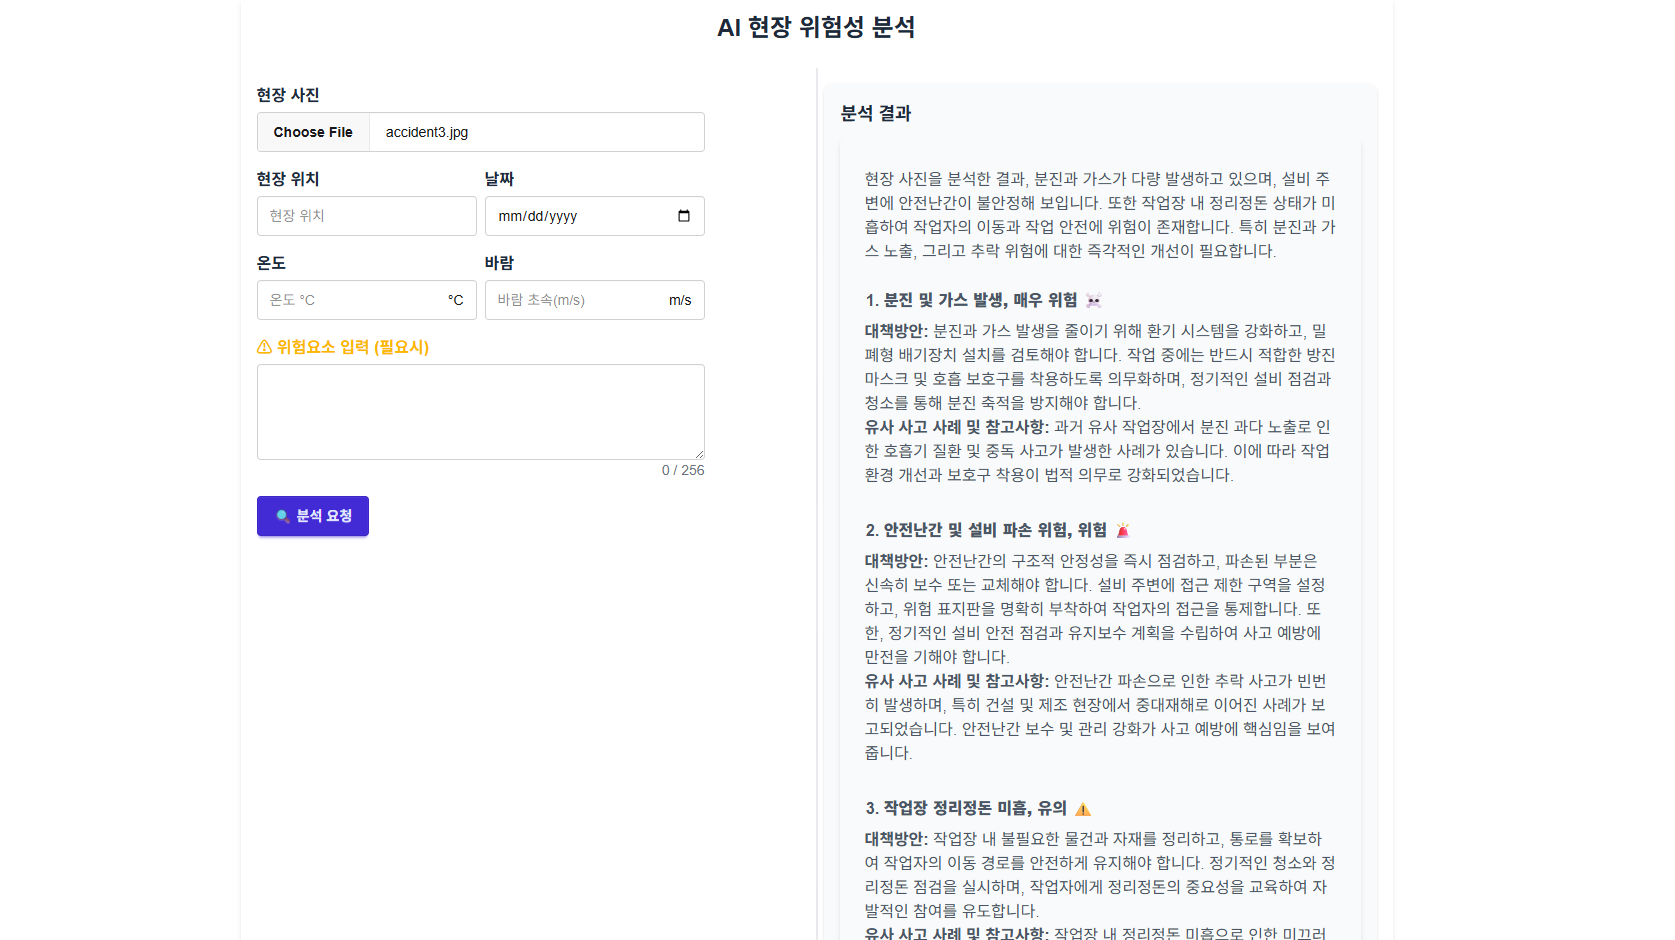 AI 현장 위험성 분석
현장 사진
Choose File accident3.jpg
현장 위치 날짜
현장 위치 mm/dd/yyyy
온도 바람
온도 °C °C 바람 초속(m/s) m/s
위험요소 입력 (필요시)
0 / 256
분석 요청
분석 결과
현장 사진을 분석한 결과, 분진과 가스가 다량 발생하고 있으며, 설비 주
변에 안전난간이 불안정해 보입니다. 또한 작업장 내 정리정돈 상태가 미
흡하여 작업자의 이동과 작업 안전에 위험이 존재합니다. 특히 분진과 가
스 노출, 그리고 추락 위험에 대한 즉각적인 개선이 필요합니다.
1. 분진 및 가스 발생, 매우 위험 ☠️
대책방안: 분진과 가스 발생을 줄이기 위해 환기 시스템을 강화하고, 밀
폐형 배기장치 설치를 검토해야 합니다. 작업 중에는 반드시 적합한 방진
마스크 및 호흡 보호구를 착용하도록 의무화하며, 정기적인 설비 점검과
청소를 통해 분진 축적을 방지해야 합니다.
유사 사고 사례 및 참고사항: 과거 유사 작업장에서 분진 과다 노출로 인
한 호흡기 질환 및 중독 사고가 발생한 사례가 있습니다. 이에 따라 작업
환경 개선과 보호구 착용이 법적 의무로 강화되었습니다.
2. 안전난간 및 설비 파손 위험, 위험 🚨
대책방안: 안전난간의 구조적 안정성을 즉시 점검하고, 파손된 부분은
신속히 보수 또는 교체해야 합니다. 설비 주변에 접근 제한 구역을 설정
하고, 위험 표지판을 명확히 부착하여 작업자의 접근을 통제합니다. 또
한, 정기적인 설비 안전 점검과 유지보수 계획을 수립하여 사고 예방에
만전을 기해야 합니다.
유사 사고 사례 및 참고사항: 안전난간 파손으로 인한 추락 사고가 빈번
히 발생하며, 특히 건설 및 제조 현장에서 중대재해로 이어진 사례가 보
고되었습니다. 안전난간 보수 및 관리 강화가 사고 예방에 핵심임을 보여
줍니다.
3. 작업장 정리정돈 미흡, 유의 ⚠️
대책방안: 작업장 내 불필요한 물건과 자재를 정리하고, 통로를 확보하
여 작업자의 이동 경로를 안전하게 유지해야 합니다. 정기적인 청소와 정
리정돈 점검을 실시하며, 작업자에게 정리정돈의 중요성을 교육하여 자
발적인 참여를 유도합니다.
유사 사고 사례 및 참고사항: 작업장 내 정리정돈 미흡으로 인한 미끄러